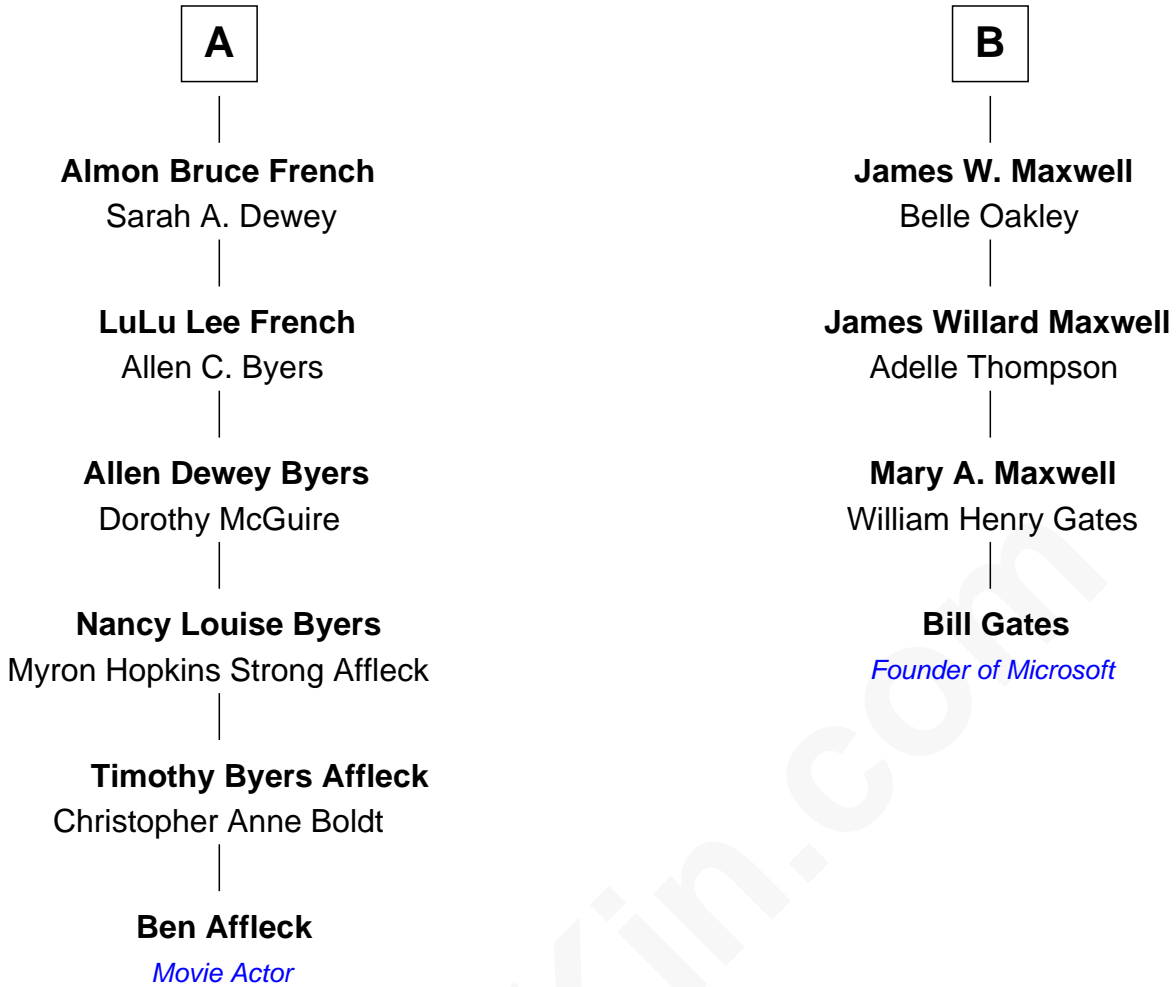 A
Almon Bruce French
Sarah A. Dewey
LuLu Lee French
Allen C. Byers
Allen Dewey Byers
Dorothy McGuire
Nancy Louise Byers
Myron Hopkins Strong Affleck
Timothy Byers Affleck
Christopher Anne Boldt
Ben Affleck
Movie Actor
B
James W. Maxwell
Belle Oakley
James Willard Maxwell
Adelle Thompson
Mary A. Maxwell
William Henry Gates
Bill Gates
Founder of Microsoft
Kin.com